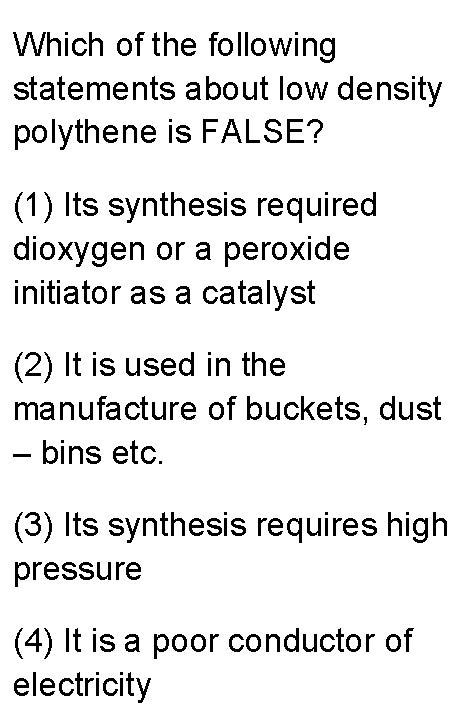 Which of the following
statements about low density
polythene is FALSE?
(1) Its synthesis required
dioxygen or a peroxide
initiator as a catalyst
(2) It is used in the
manufacture of buckets, dust
– bins etc.
(3) Its synthesis requires high
pressure
(4) It is a poor conductor of
electricity